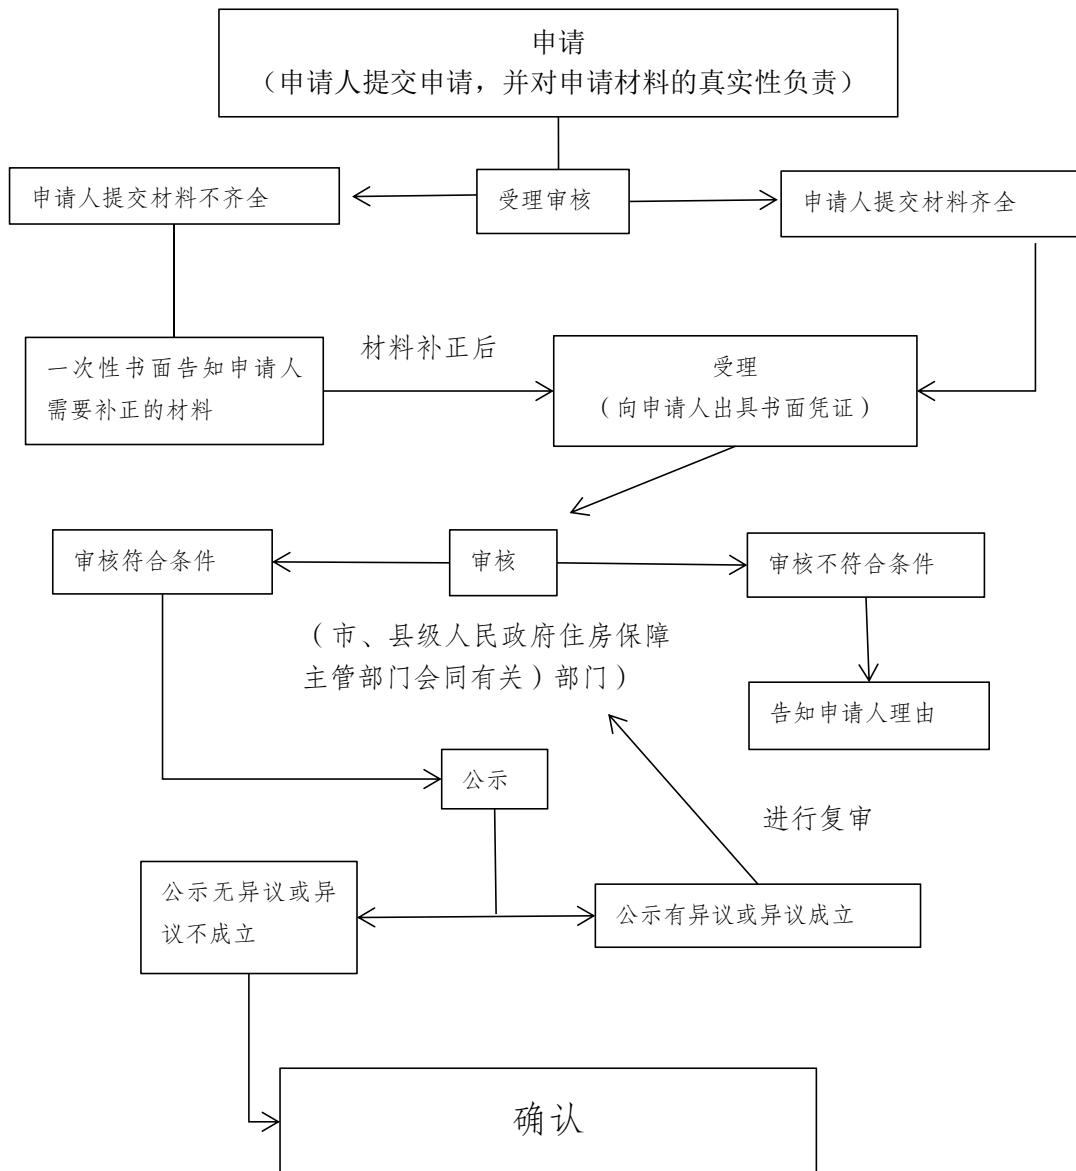 申请
（申请人提交申请，并对申请材料的真实性负责）
申请人提交材料不齐全
受理审核
申请人提交材料齐全
材料补正后
一次性书面告知申请人
需要补正的材料
受理
（向申请人出具书面凭证）
审核符合条件
审核
审核不符合条件
（市、县级人民政府住房保障
主管部门会同有关）部门）
告知申请人理由
公示
进行复审
公示无异议或异
议不成立
公示有异议或异议成立
确认